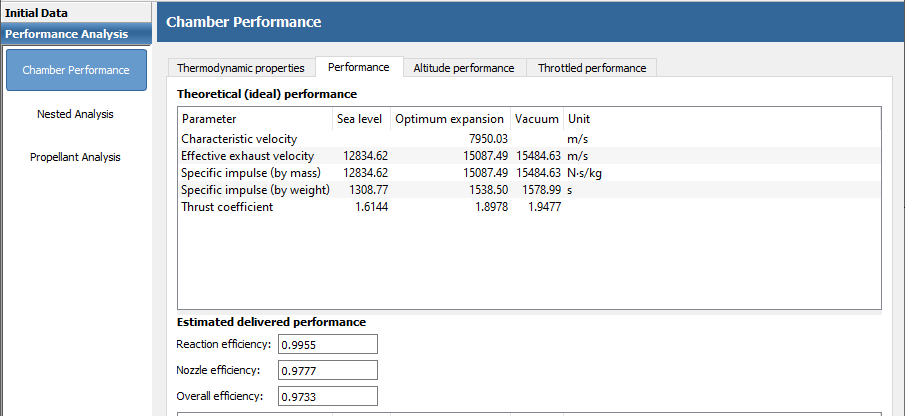 Initial Data
Performance Analysis
Chamber Performance
Nested Analysis
Propellant Analysis
Chamber Performance
Thermodynamic properties Performance Altitude performance Throttled performance
Theoretical (ideal) performance
Parameter Sea level Optimum expansion Vacuum Unit
Characteristic velocity 7950.03 m/s
Effective exhaust velocity 12834.62 15087.49 15484.63 m/s
Specific impulse (by mass) 12834.62 15087.49 15484.63 N·s/kg
Specific impulse (by weight) 1308.77 1538.50 1578.99 s
Thrust coefficient 1.6144 1.8978 1.9477
Estimated delivered performance
Reaction efficiency: 0.9955
Nozzle efficiency: 0.9777
Overall efficiency: 0.9733